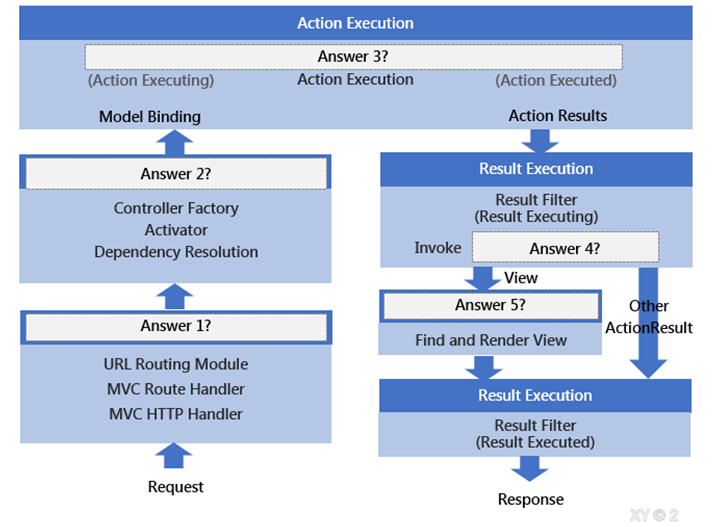 Action Execution
Answer 3?
(Action Executing) Action Execution (Action Executed)
Model Binding
Action Results
Answer 2?
Controller Factory
Activator
Dependency Resolution
Answer 1?
URL Routing Module
MVC Route Handler
MVC HTTP Handler
Request
Result Execution
Result Filter
(Result Executing)
Invoke Answer 4?
View
Answer 5?
Find and Render View
Other
ActionResult
Result Execution
Result Filter
(Result Executed)
Response
XY © 2